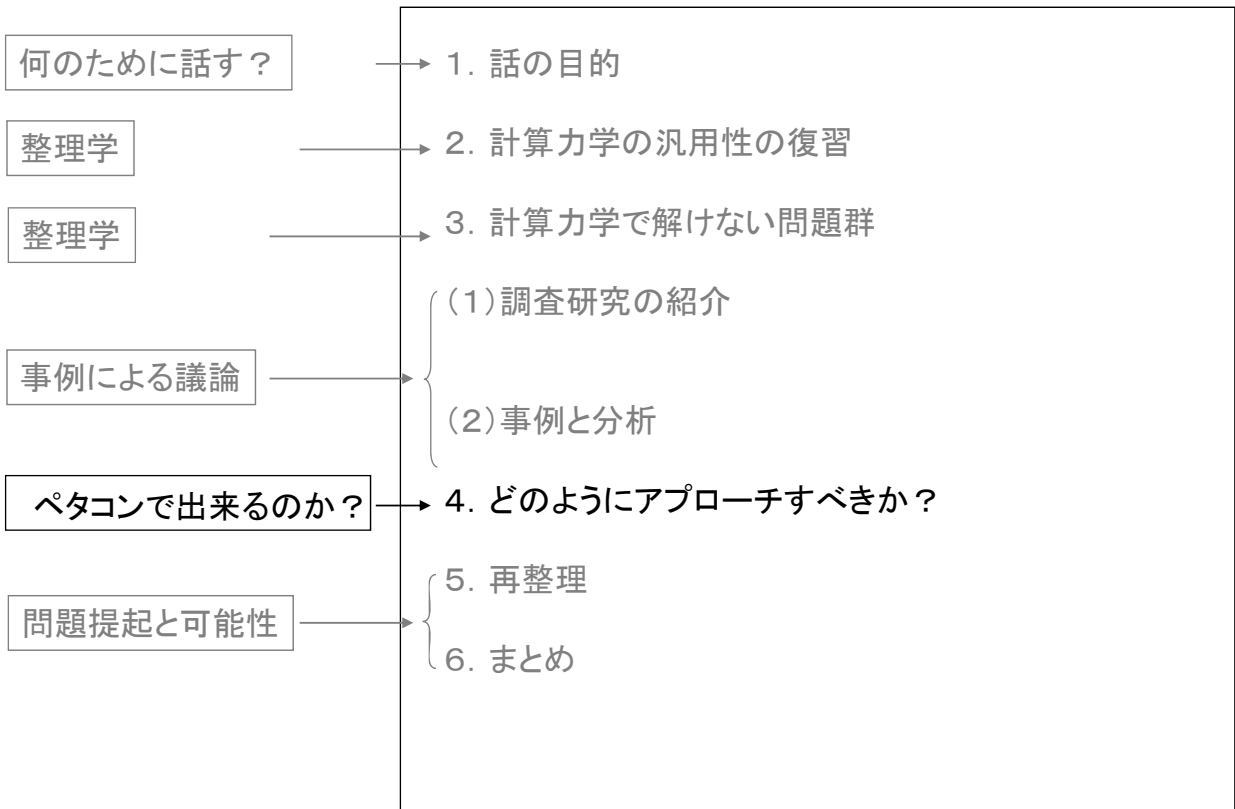 何のために話す？
1．話の目的
整理学
2．計算力学の汎用性の復習
整理学
3．計算力学で解けない問題群
（1）調査研究の紹介
事例による議論
（2）事例と分析
ペタコンで出来るのか？
4．どのようにアプローチすべきか？
5．再整理
問題提起と可能性
6．まとめ